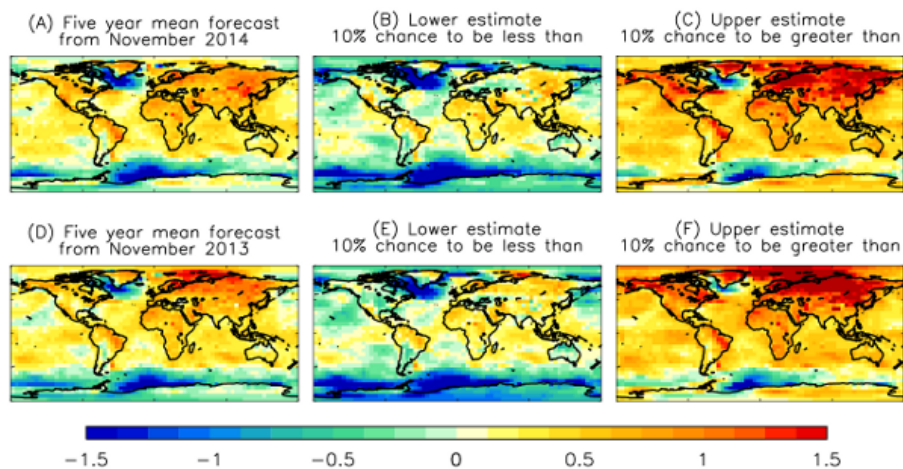 (A) Five year mean forecast
from November 2014
(B) Lower estimate
10% chance to be less than
(C) Upper estimate
10% chance to be greater than
(D) Five year mean forecast
from November 2013
(E) Lower estimate
10% chance to be less than
(F) Upper estimate
10% chance to be greater than
−1.5 −1 −0.5 0 0.5 1 1.5